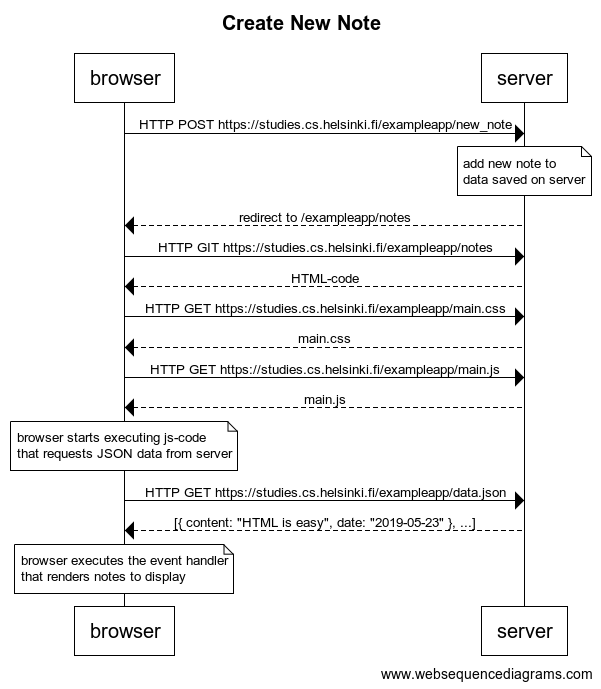 Create New Note
browser
server
HTTP POST https://studies.cs.helsinki.fi/exampleapp/new_note
add new note to
data saved on server
redirect to /exampleapp/notes
HTTP GIT https://studies.cs.helsinki.fi/exampleapp/notes
HTML-code
HTTP GET https://studies.cs.helsinki.fi/exampleapp/main.css
main.css
HTTP GET https://studies.cs.helsinki.fi/exampleapp/main.js
main.js
browser starts executing js-code
that requests JSON data from server
HTTP GET https://studies.cs.helsinki.fi/exampleapp/data.json
[{ content: "HTML is easy", date: "2019-05-23" }, ...]
browser executes the event handler
that renders notes to display
browser
server
www.websequencediagrams.com